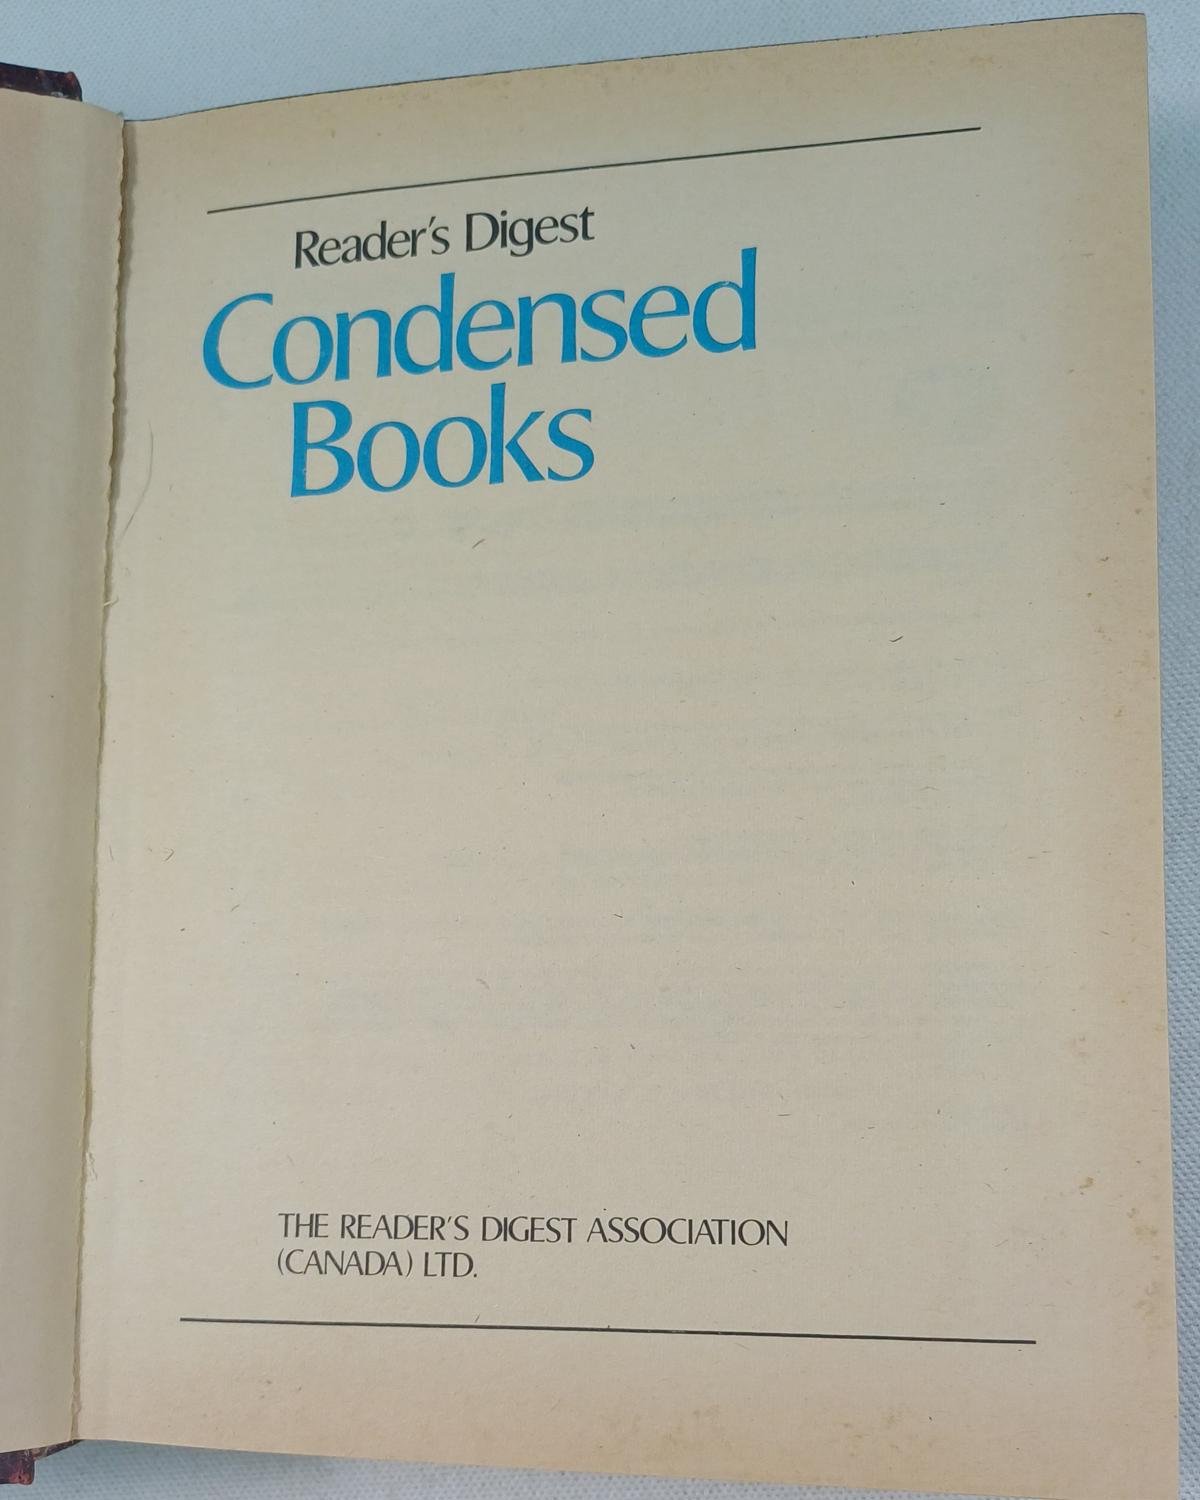 Reader's Digest
Condensed
Books
THE READER'S DIGEST ASSOCIATION
(CANADA) LTD.